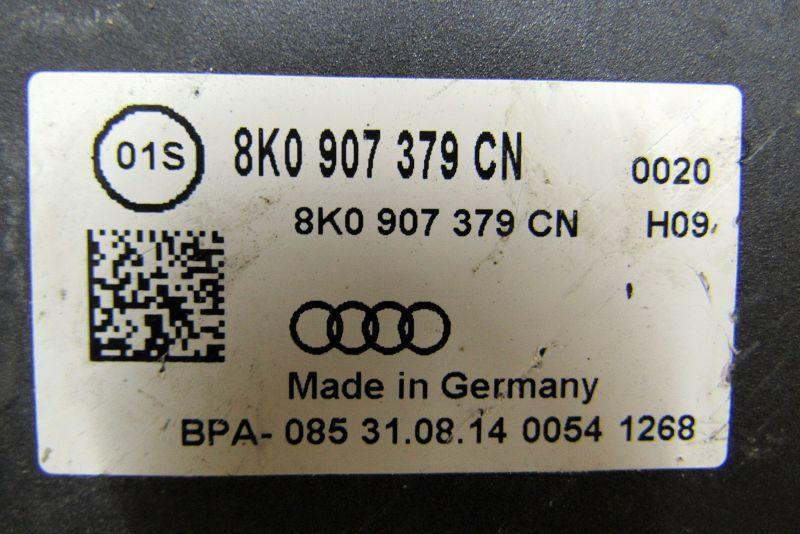 01S 8K0 907 379 CN 0020
8K0 907 379 CN H09
Made in Germany
BPA- 085 31.08.14 0054 1268